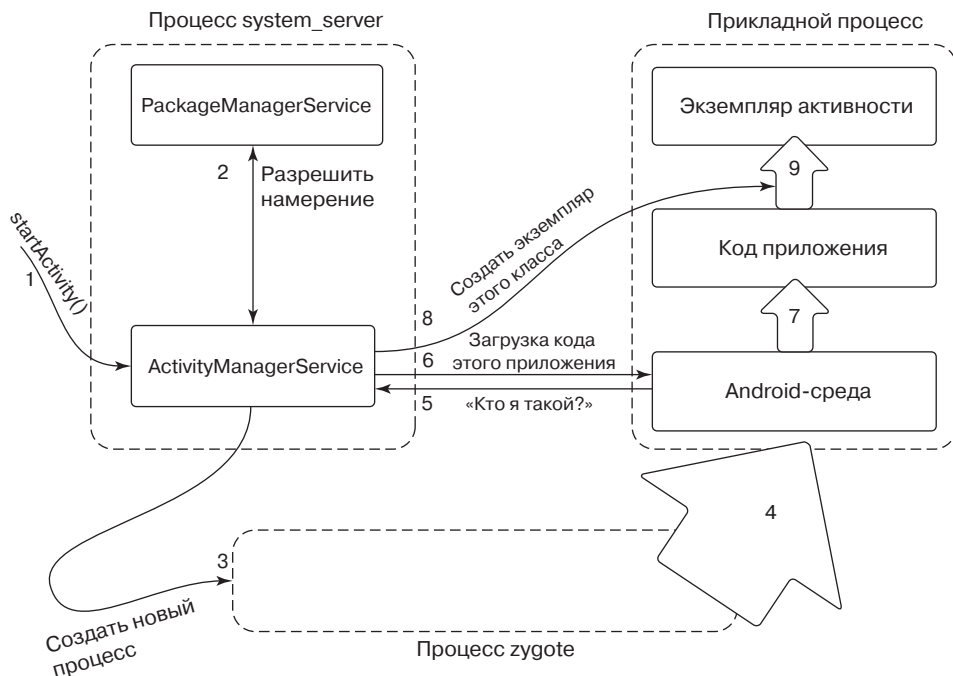 Процесс system_server
Прикладной процесс
PackageManagerService
Экземпляр активности
2
Разрешить
намерение
9
startActivity()
1
Создать экземпляр
этого класса
Код приложения
8
7
ActivityManagerService
6
Загрузка кода
этого приложения
Android-среда
5
«Кто я такой?»
4
3
Создать новый
процесс
Процесс zygote